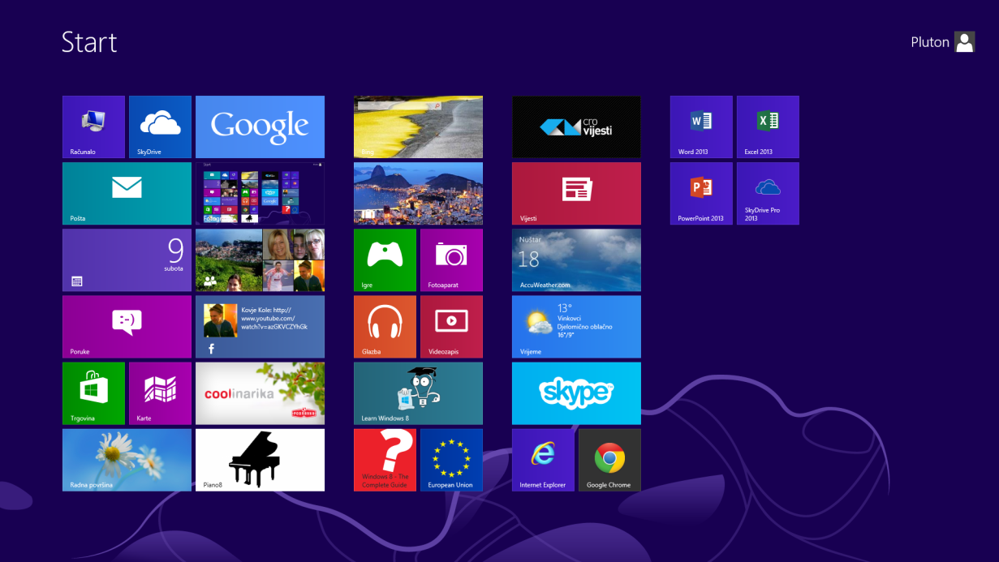 Start
Pluton
Računalo
SkyDrive
Google
Pošta
Start
Fotogr
9
subota
Poruke
Kovje Kole: http://
www.youtube.com/
watch?v=azGKVCZYhGk
f
Trgovina
Karte
coolinarika
Radna površina
Piano8
Bing
Igre
Fotoaparat
Glazba
Videozapis
Learn Windows 8
?
Windows 8 - The
Complete Guide
European Union
cro
vijesti
Vijesti
Nuštar
18
AccuWeather.com
13°
Vinkovci
Djelomično oblačno
16°/9°
Vrijeme
skype
Internet Explorer
Google Chrome
Word 2013
Excel 2013
PowerPoint 2013
SkyDrive Pro
2013